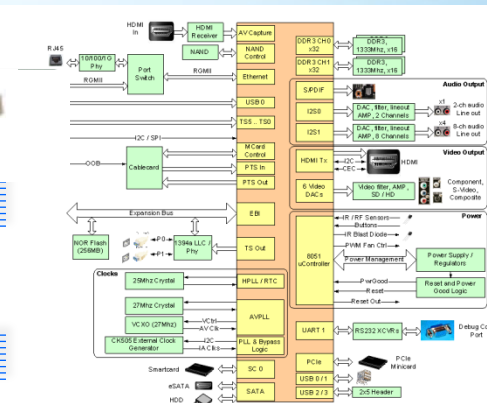 HDMI
In
HDMI
Receiver
AV Capture
NAND
NAND
Control
RJ45
10/100/1G
Phy
RGMII
Port
Switch
RGMII
Ethernet
USB 0
TS5 .. TS0
I2C / SPI
OOB
Cablecard
MCard
Control
PTS In
PTS Out
Expansion Bus
EBI
NOR Flash
(256MB)
P0
P1
1394a LLC /
Phy
TS Out
Clocks
25Mhz Crystal
HPLL / RTC
27Mhz Crystal
VCXO (27Mhz)
VCtrl
AV Clk
AVPLL
CK505 External Clock
Generator
I2C
IA Clks
PLL & Bypass
Logic
Smartcard
SC 0
eSATA
HDD
SATA
DDR3 CH0
x32
DDR3,
1333Mhz, x16
DDR3 CH1
x32
DDR3,
1333Mhz, x16
Audio Output
S/PDIF
I2S0
DAC, filter, lineout
AMP, 2 Channels
x1
2-ch audio
Line out
I2S1
DAC, filter, lineout
AMP, 8 Channels
x4
8-ch audio
Line out
Video Output
HDMI Tx
I2C
CEC
HDMI
6 Video
DACs
Video filter, AMP,
SD / HD
Component,
S-Video,
Composite
Power
8051
uController
IR / RF Sensors
Buttons
IR Blast Diode
PWM Fan Ctrl
Power Management
Power Supply /
Regulators
PwrGood
Reset
Reset Out
Reset and Power
Good Logic
UART 1
RS232 XCVRs
Debug Co
Port
PCIe
PCIe
Minicard
USB 0 / 1
USB 2 / 3
2x5 Header